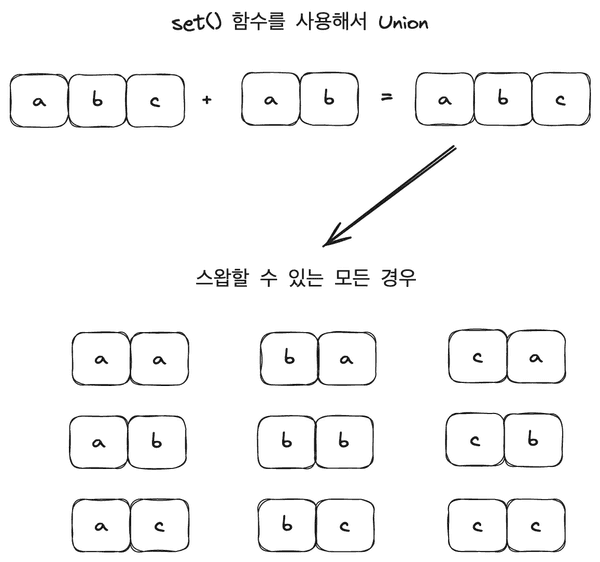 set() 함수를 사용해서 Union
a b c + a b = a b c
스왑할 수 있는 모든 경우
a a b a c a
a b b b c b
a c b c c c